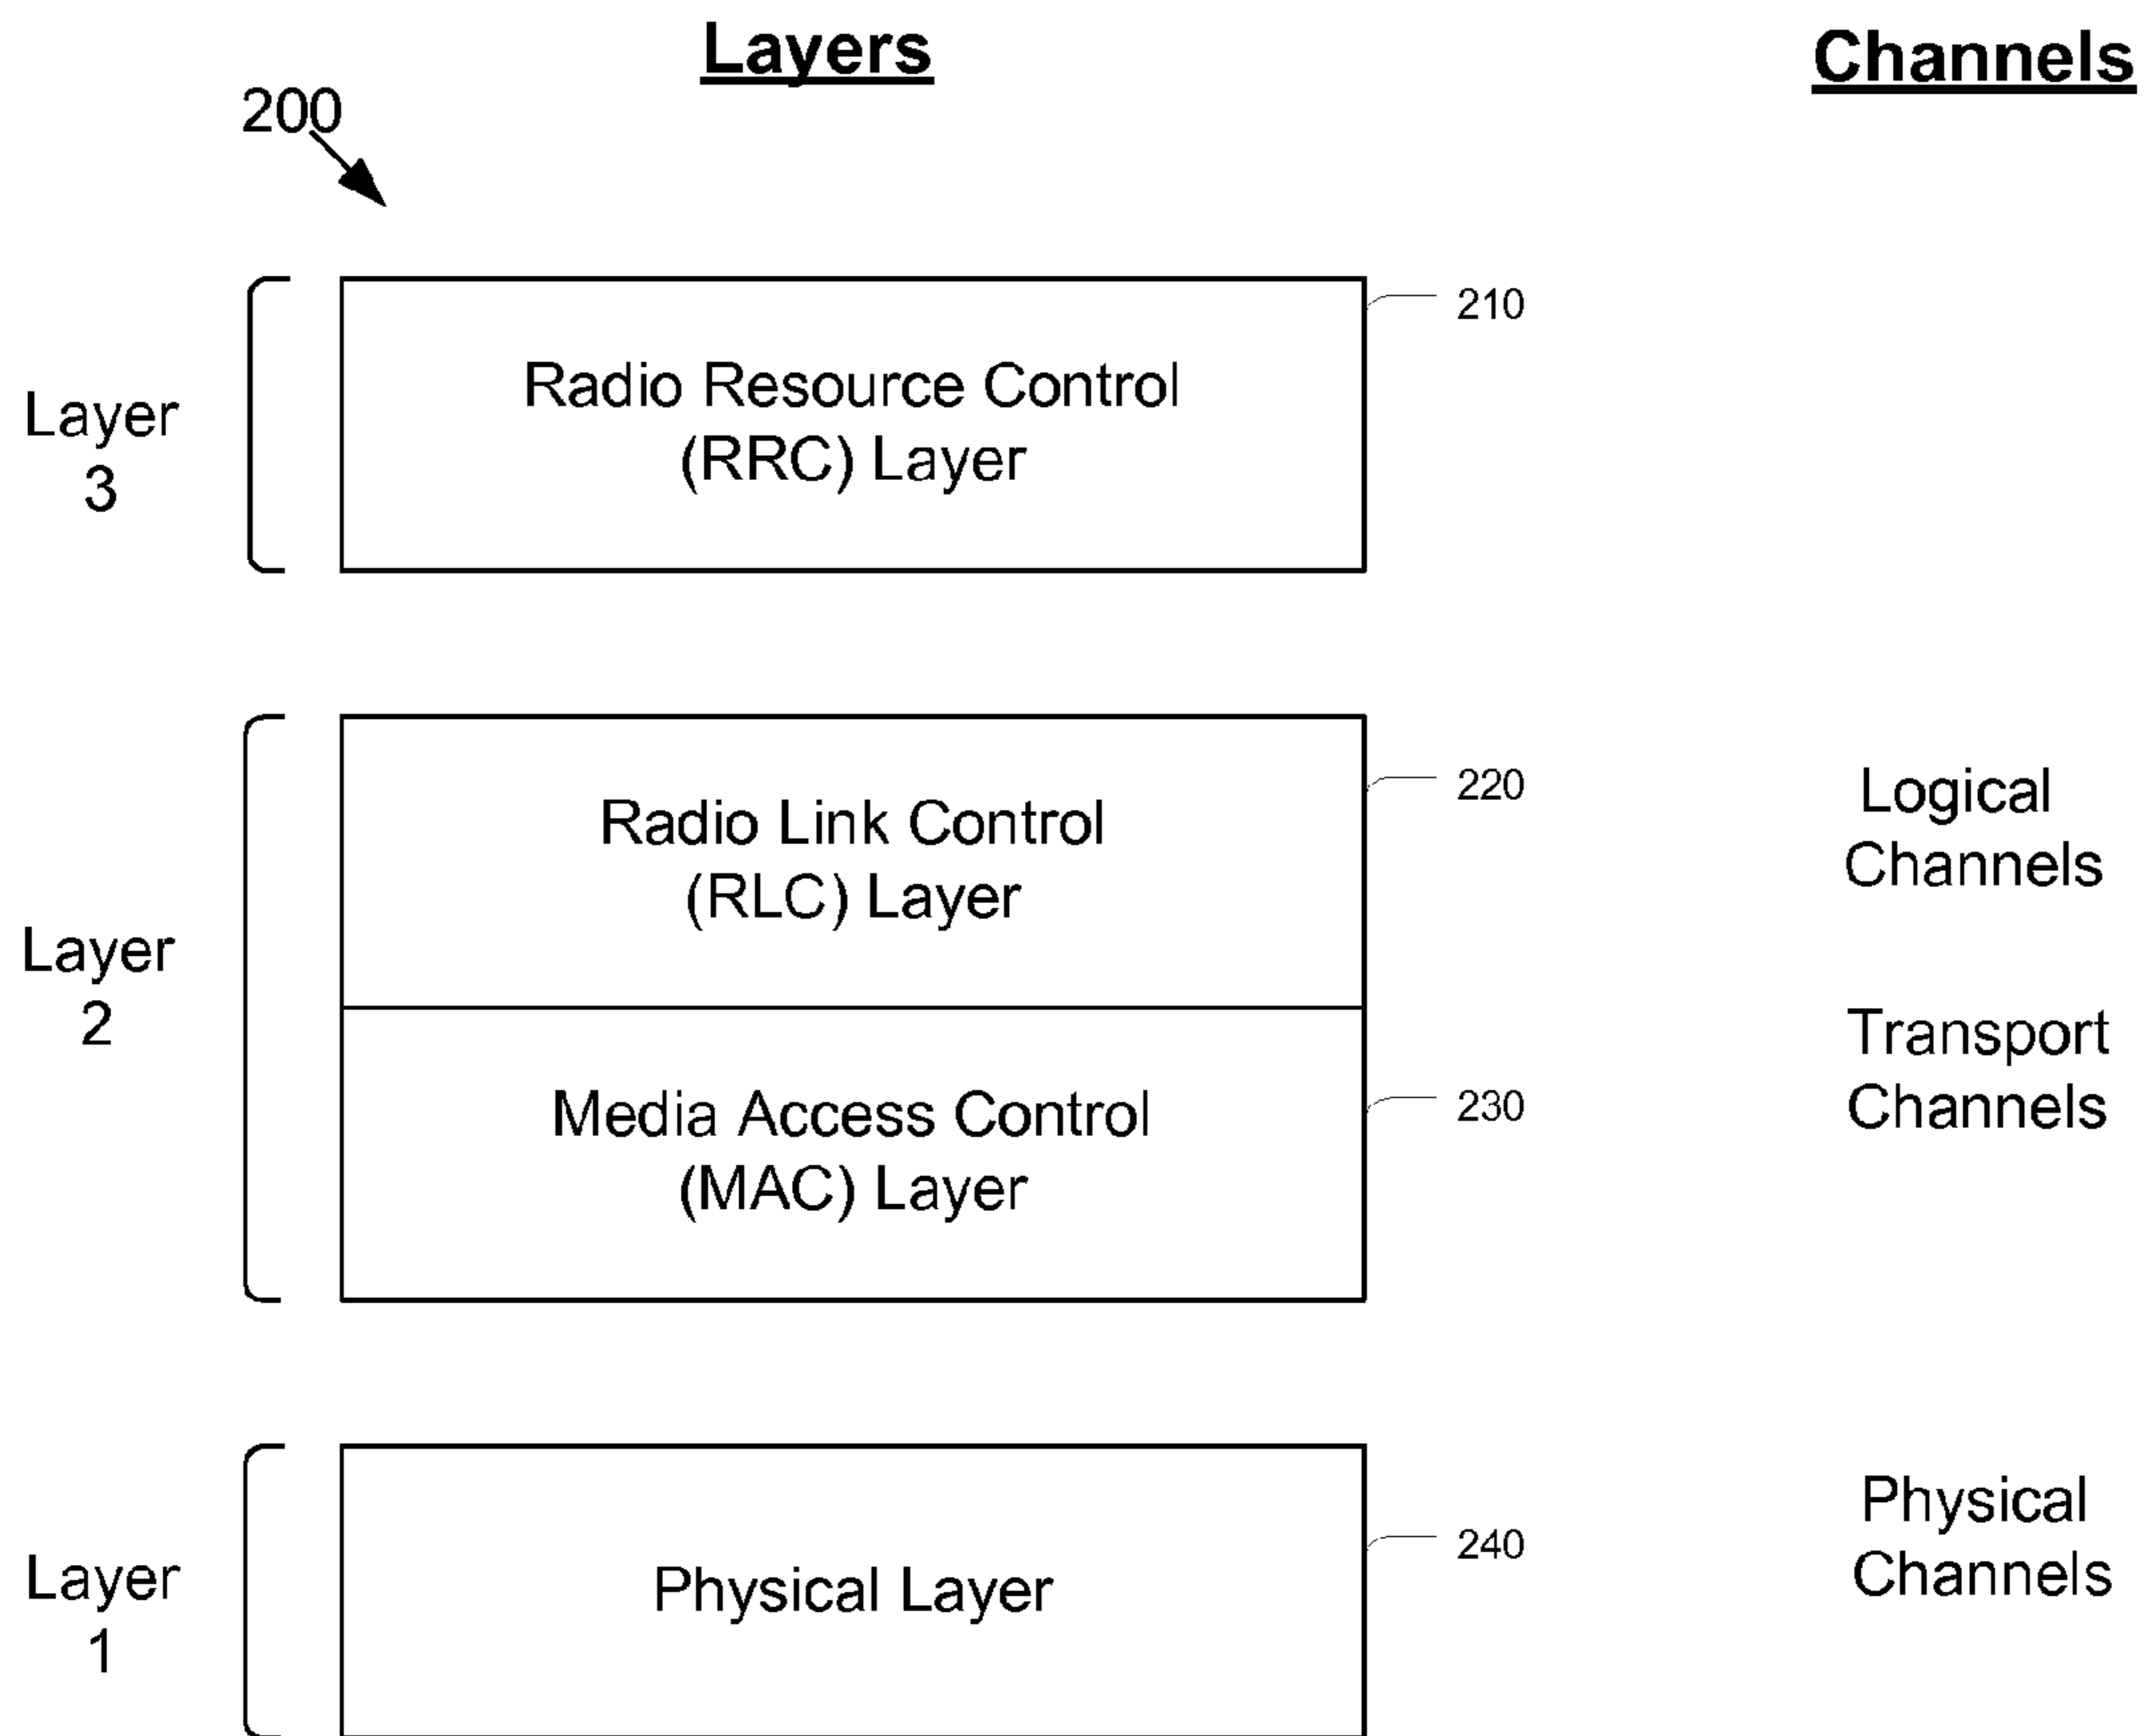 Layers
Channels
200
Layer
3
Radio Resource Control
(RRC) Layer
210
Layer
2
Radio Link Control
(RLC) Layer
220
Logical
Channels
Media Access Control
(MAC) Layer
230
Transport
Channels
Layer
1
Physical Layer
240
Physical
Channels